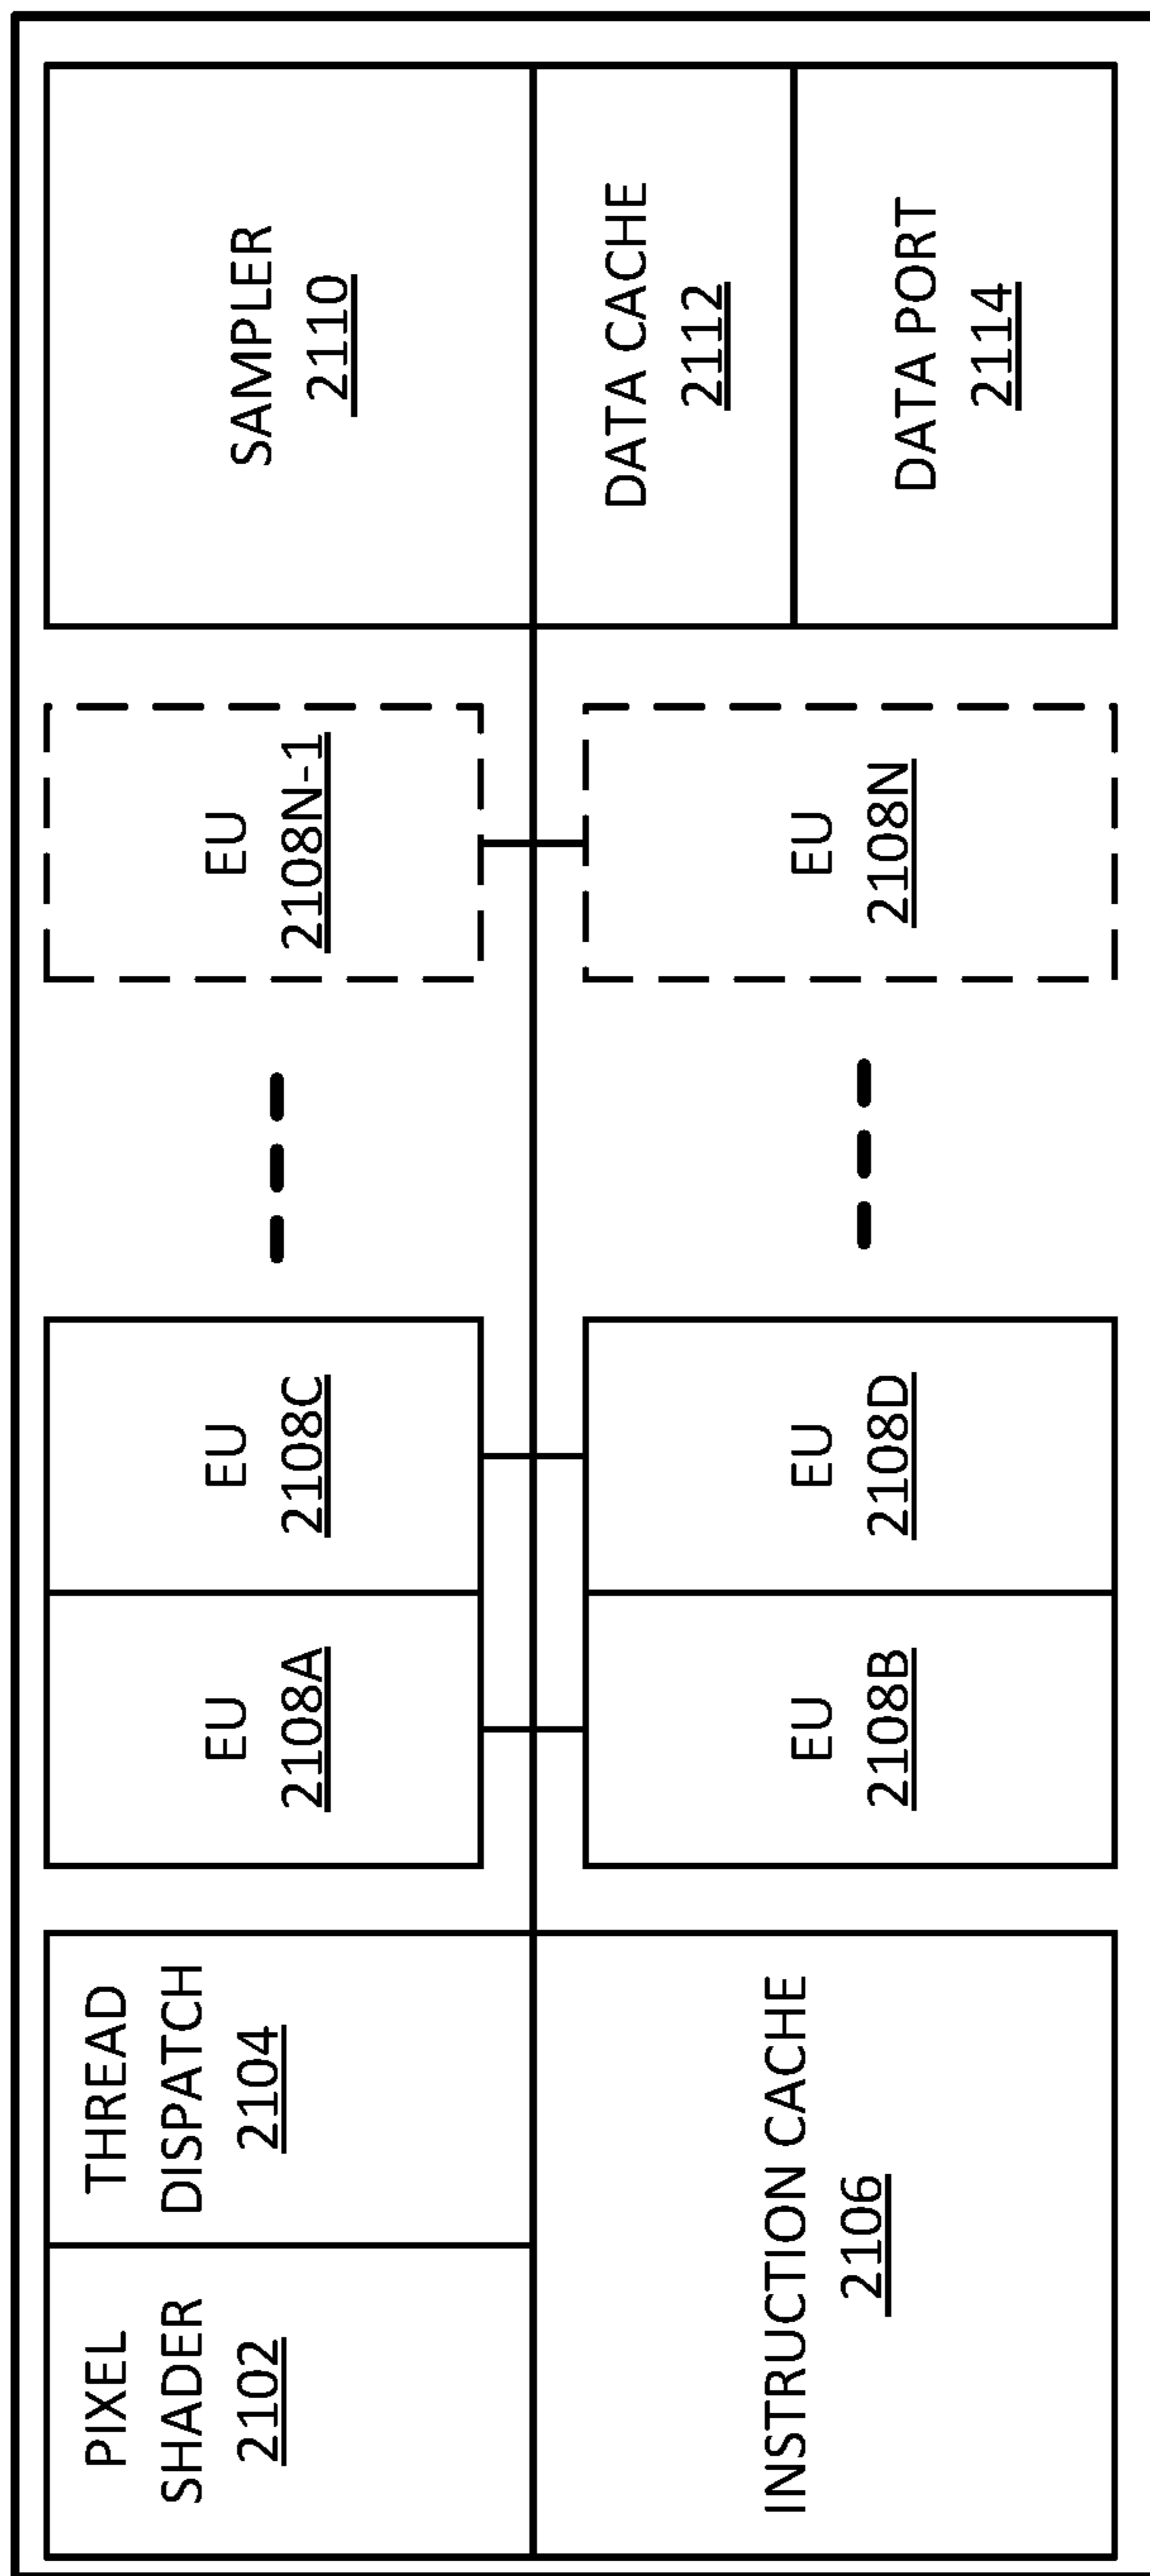 PIXEL
SHADER
2102
THREAD
DISPATCH
2104
INSTRUCTION CACHE
2106
EU
2108A
EU
2108C
EU
2108B
EU
2108D
EU
2108N-1
EU
2108N
SAMPLER
2110
DATA CACHE
2112
DATA PORT
2114